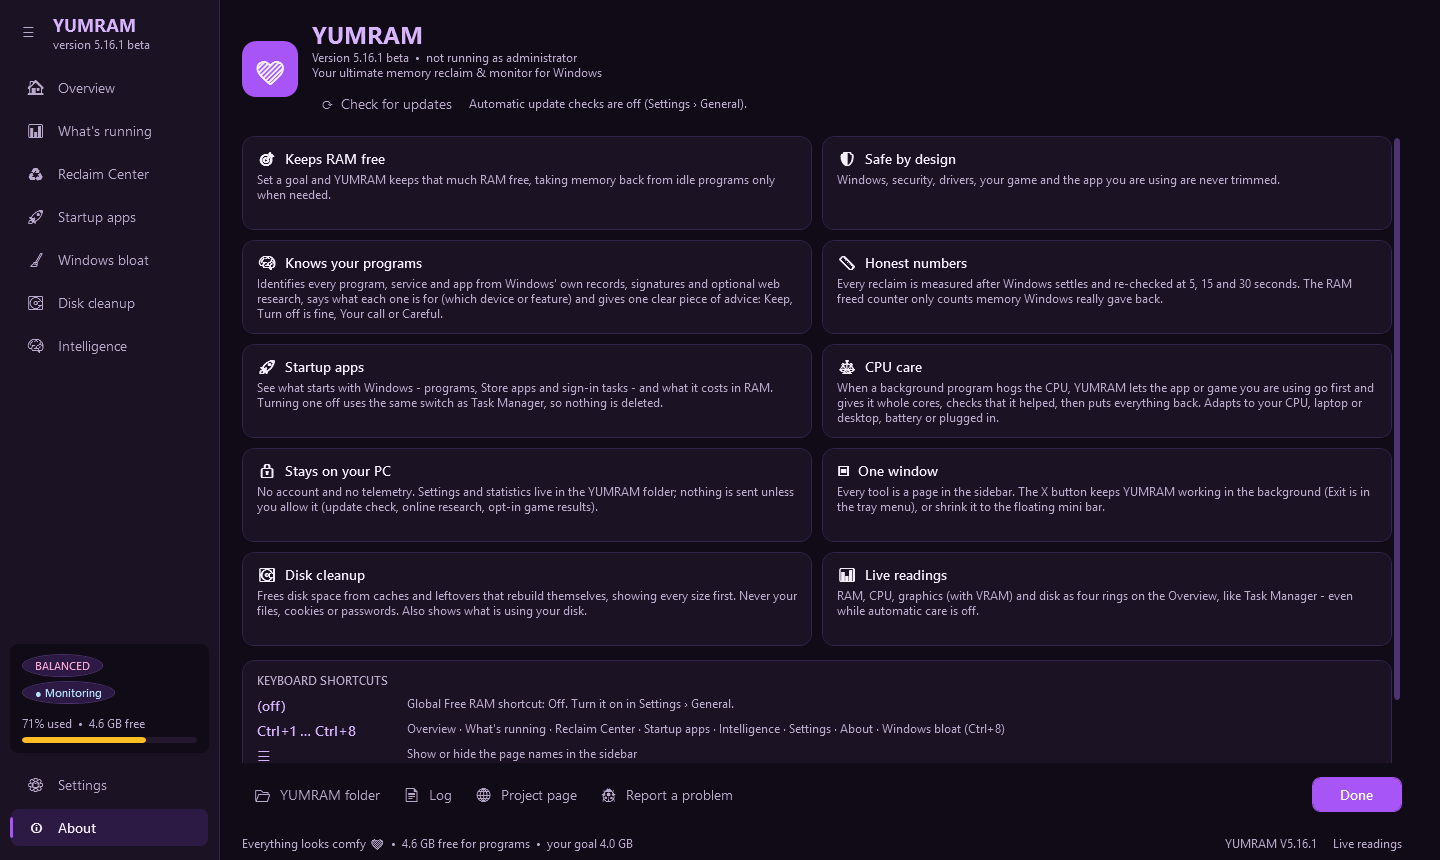 ☰
YUMRAM
version 5.16.1 beta
Overview
What's running
Reclaim Center
Startup apps
Windows bloat
Disk cleanup
Intelligence
BALANCED
● Monitoring
71% used • 4.6 GB free
Settings
About
YUMRAM
Version 5.16.1 beta • not running as administrator
Your ultimate memory reclaim & monitor for Windows
⟳ Check for updates Automatic update checks are off (Settings › General).
Keeps RAM free
Set a goal and YUMRAM keeps that much RAM free, taking memory back from idle programs only
when needed.
Safe by design
Windows, security, drivers, your game and the app you are using are never trimmed.
Knows your programs
Identifies every program, service and app from Windows' own records, signatures and optional web
research, says what each one is for (which device or feature) and gives one clear piece of advice: Keep,
Turn off is fine, Your call or Careful.
Honest numbers
Every reclaim is measured after Windows settles and re-checked at 5, 15 and 30 seconds. The RAM
freed counter only counts memory Windows really gave back.
Startup apps
See what starts with Windows - programs, Store apps and sign-in tasks - and what it costs in RAM.
Turning one off uses the same switch as Task Manager, so nothing is deleted.
CPU care
When a background program hogs the CPU, YUMRAM lets the app or game you are using go first and
gives it whole cores, checks that it helped, then puts everything back. Adapts to your CPU, laptop or
desktop, battery or plugged in.
Stays on your PC
No account and no telemetry. Settings and statistics live in the YUMRAM folder; nothing is sent unless
you allow it (update check, online research, opt-in game results).
One window
Every tool is a page in the sidebar. The X button keeps YUMRAM working in the background (Exit is in
the tray menu), or shrink it to the floating mini bar.
Disk cleanup
Frees disk space from caches and leftovers that rebuild themselves, showing every size first. Never your
files, cookies or passwords. Also shows what is using your disk.
Live readings
RAM, CPU, graphics (with VRAM) and disk as four rings on the Overview, like Task Manager - even
while automatic care is off.
KEYBOARD SHORTCUTS
(off) Global Free RAM shortcut: Off. Turn it on in Settings › General.
Ctrl+1 ... Ctrl+8 Overview · What's running · Reclaim Center · Startup apps · Intelligence · Settings · About · Windows bloat (Ctrl+8)
☰ Show or hide the page names in the sidebar
YUMRAM folder Log Project page Report a problem Done
Everything looks comfy • 4.6 GB free for programs • your goal 4.0 GB
YUMRAM V5.16.1 Live readings